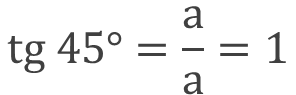 tg 45° = a/a = 1